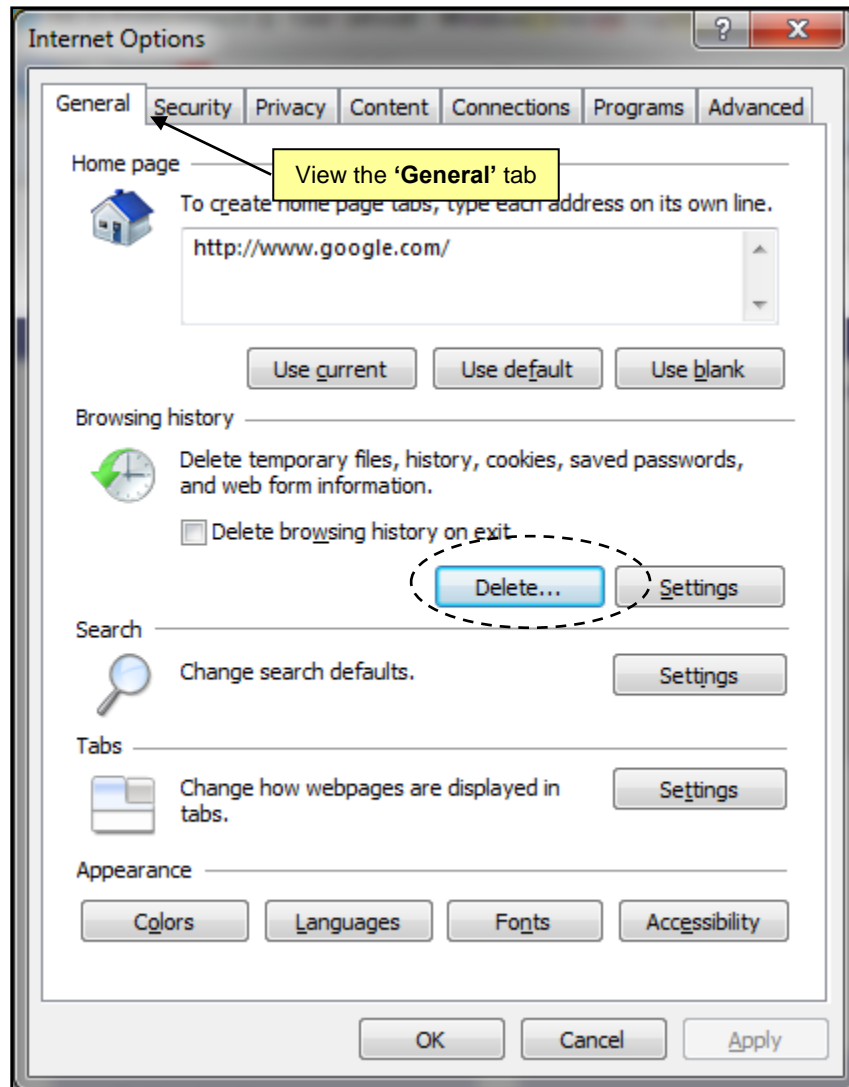 Internet Options
?
X
General Security Privacy Content Connections Programs Advanced
Home page
View the ‘General’ tab
To create home page tabs, type each address on its own line.
http://www.google.com/
Use current Use default Use blank
Browsing history
Delete temporary files, history, cookies, saved passwords,
and web form information.
Delete browsing history on exit
Delete... Settings
Search
Change search defaults.
Settings
Tabs
Change how webpages are displayed in
tabs.
Settings
Appearance
Colors Languages Fonts Accessibility
OK Cancel Apply